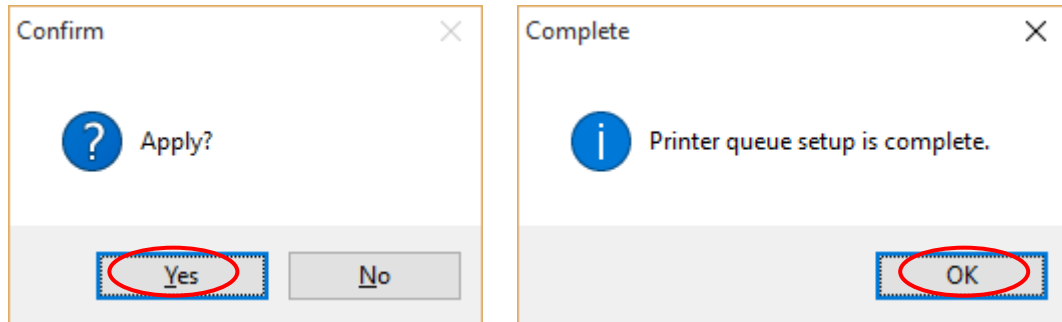 Confirm
Apply?
Yes No
Complete
Printer queue setup is complete.
OK